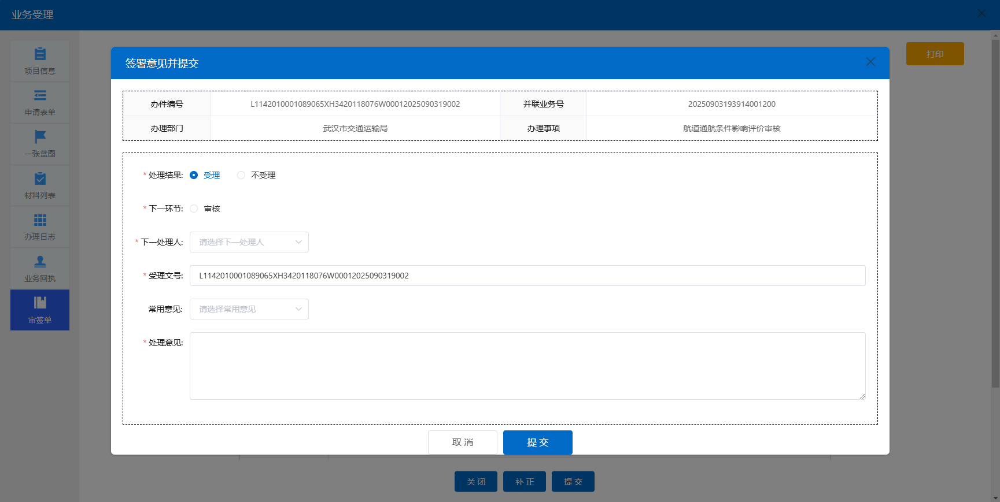 业务受理
项目信息
申请表单
一张蓝图
材料列表
办理日志
业务回执
审签单
打印
签署意见并提交
办件编号 L1142010001089065XH3420118076W00012025090319002 并联业务号 20250903193914001200
办理部门 武汉市交通运输局 办理事项 航道通航条件影响评价审核
* 处理结果: 受理 不受理
* 下一环节: 审核
* 下一处理人: 请选择下一处理人
* 受理文号: L1142010001089065XH3420118076W00012025090319002
常用意见: 请选择常用意见
* 处理意见:
取 消 提 交
关 闭 补 正 提 交